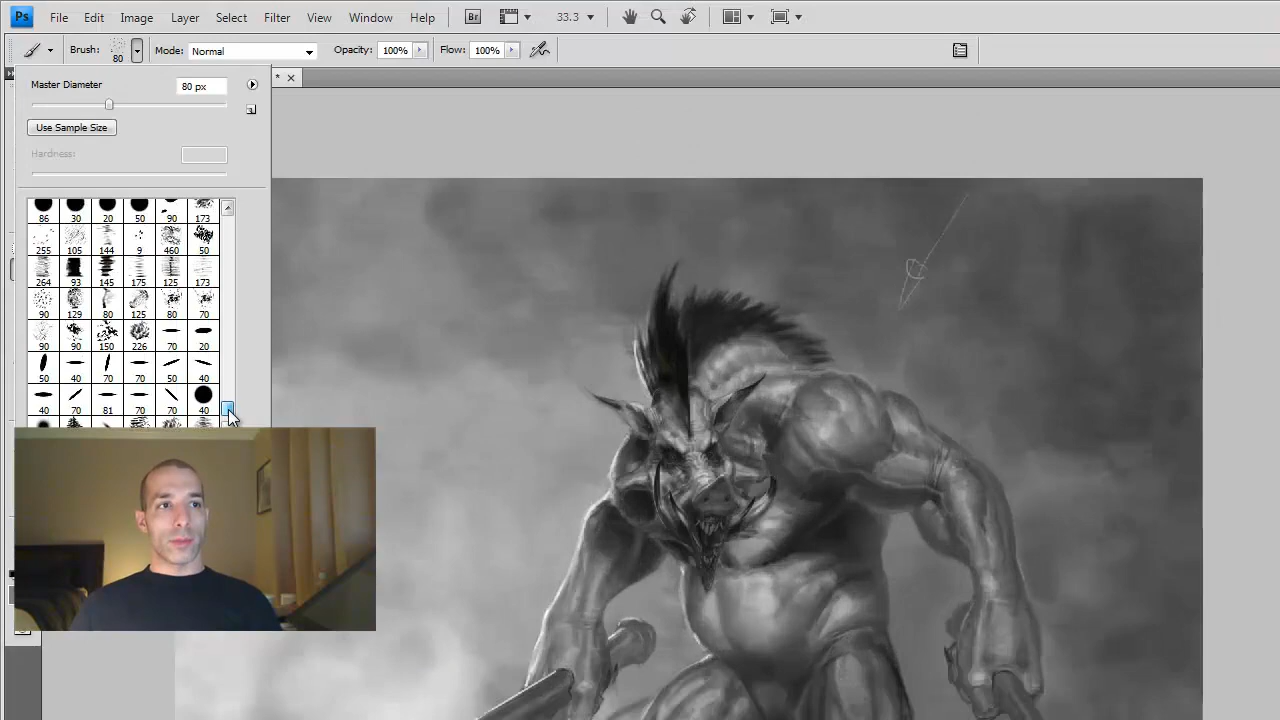 Ps File Edit Image Layer Select Filter View Window Help Br 33.3
Brush: 80 Mode: Normal Opacity: 100% Flow: 100%
* ×
Master Diameter 80 px
Use Sample Size
Hardness:
86 30 20 50 90 173
255 105 144 9 460 50
264 93 145 175 125 173
90 129 80 125 80 70
90 90 150 226 70 20
50 40 70 70 50 40
40 70 81 70 70 40